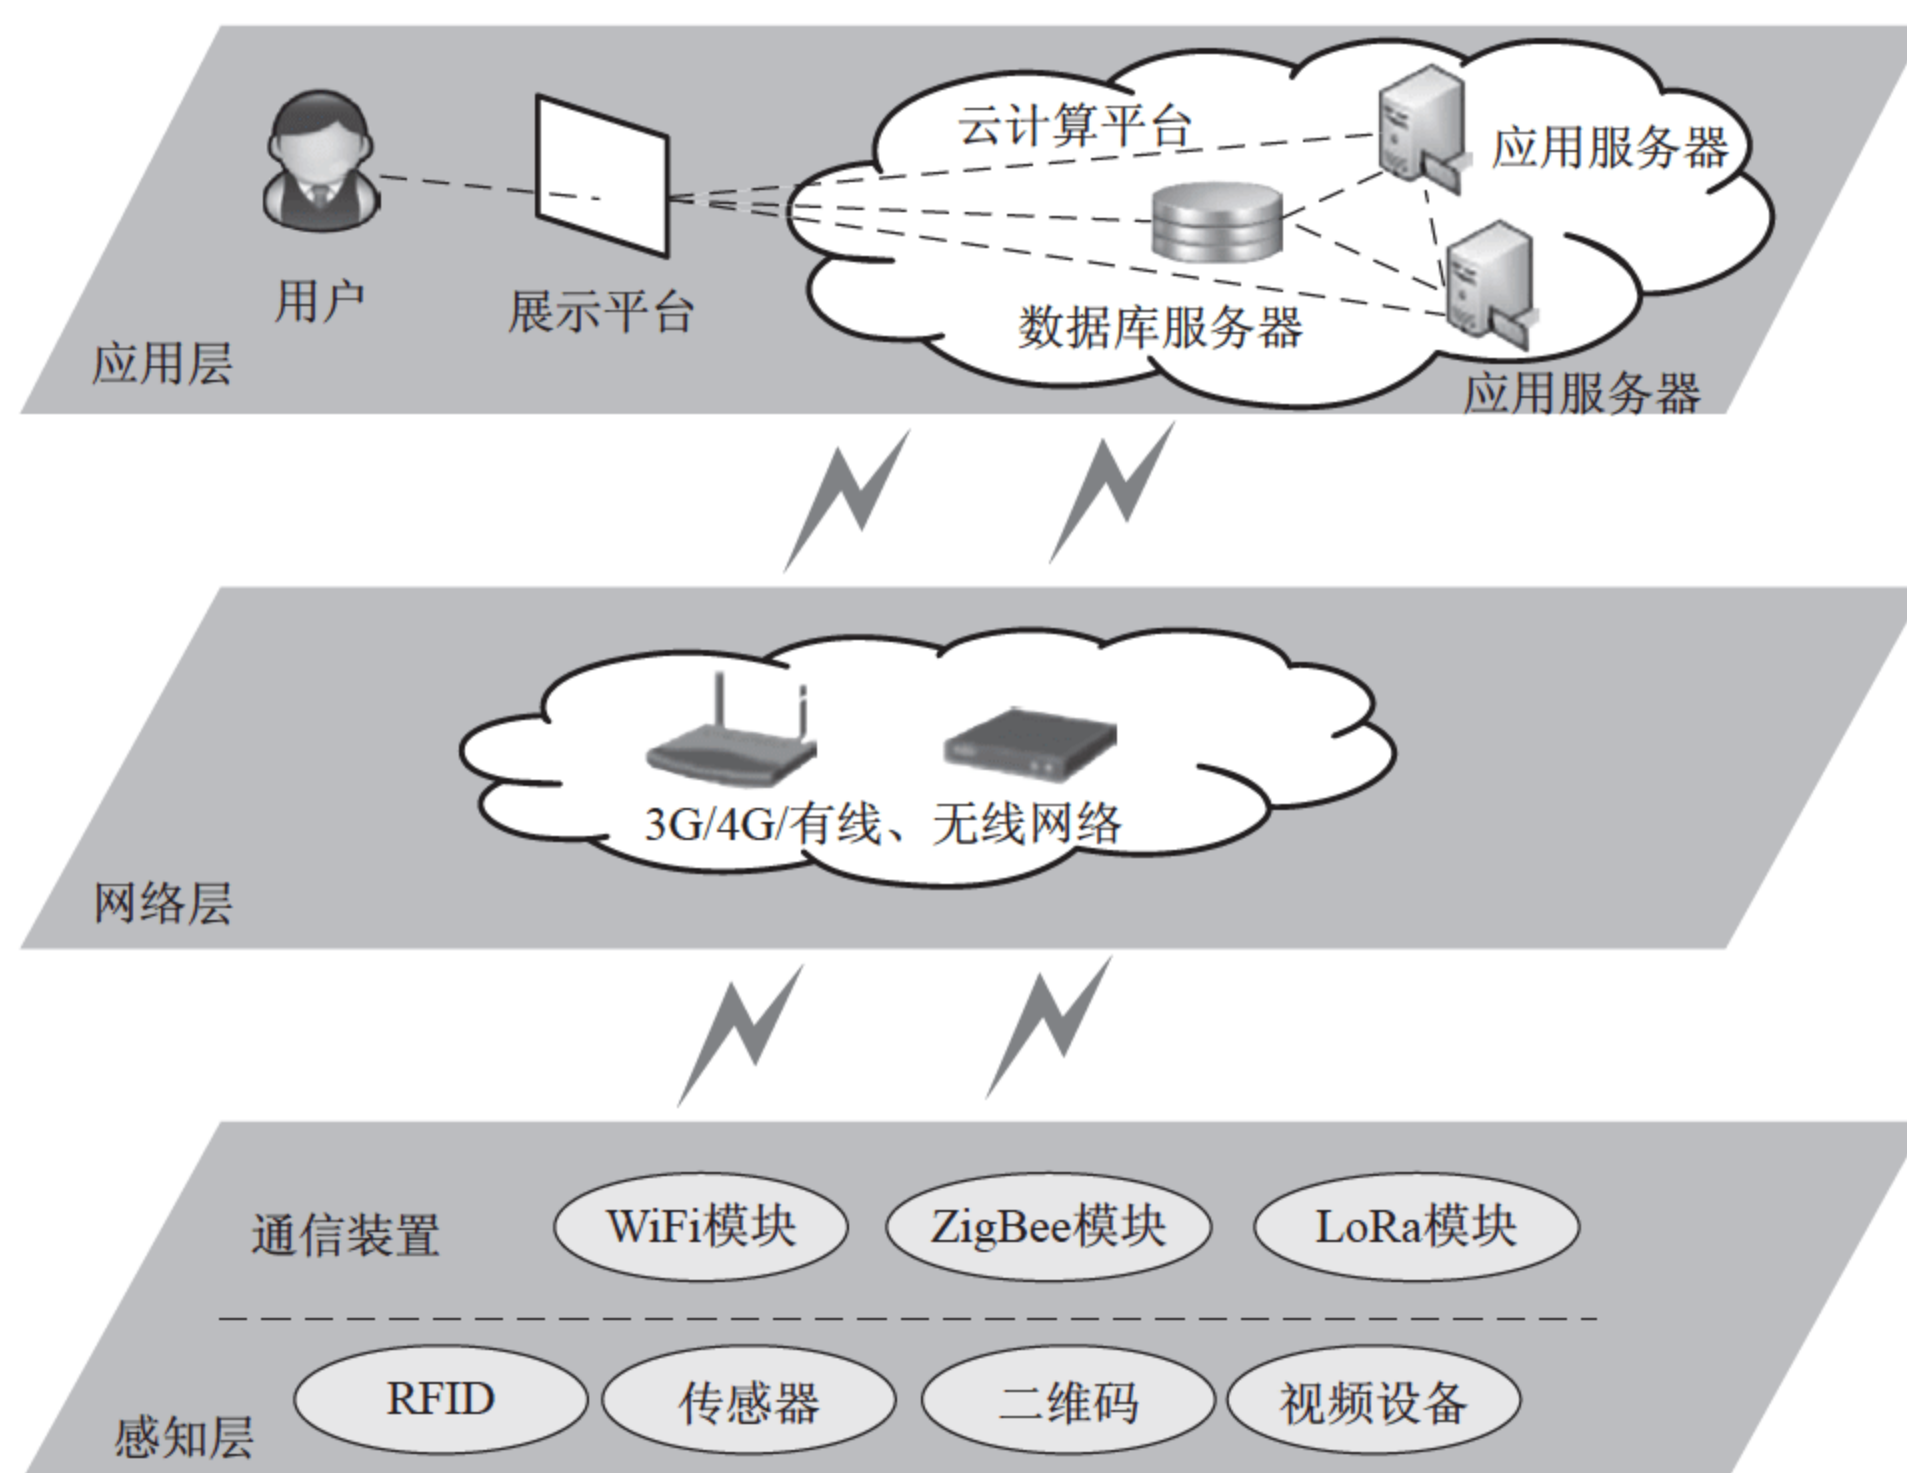 云计算平台
应用服务器
用户
展示平台
数据库服务器
应用层
应用服务器
3G/4G/有线、无线网络
网络层
通信装置
WiFi模块
ZigBee模块
LoRa模块
RFID
传感器
二维码
视频设备
感知层